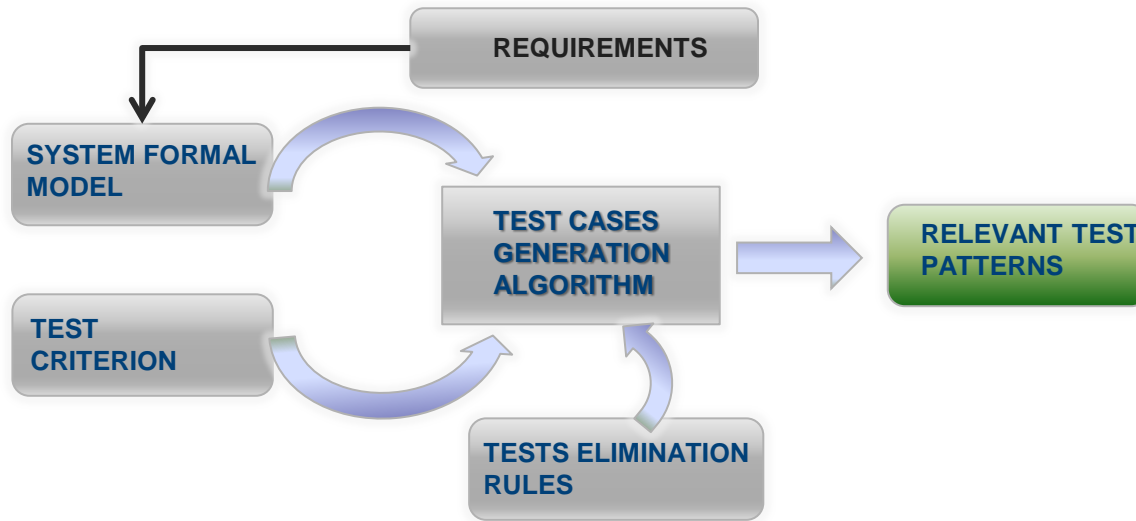 REQUIREMENTS
SYSTEM FORMAL
MODEL
TEST CASES
GENERATION
ALGORITHM
RELEVANT TEST
PATTERNS
TEST
CRITERION
TESTS ELIMINATION
RULES